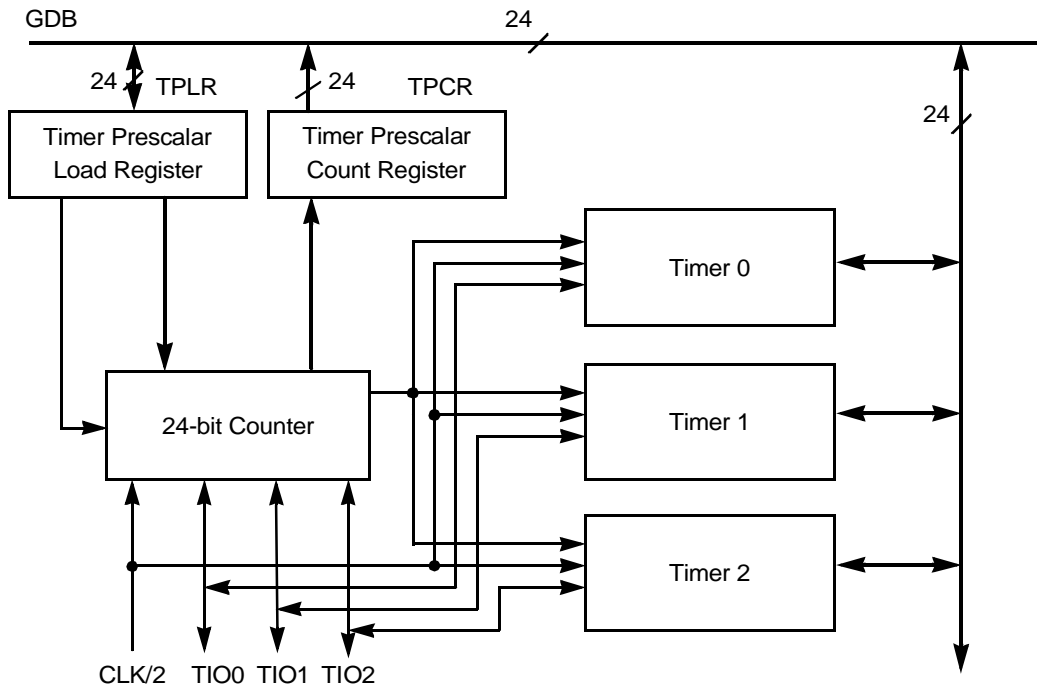 GDB
24
24
TPLR
24
TPCR
24
Timer Prescalar
Load Register
Timer Prescalar
Count Register
Timer 0
24-bit Counter
Timer 1
Timer 2
CLK/2
TIO0
TIO1
TIO2